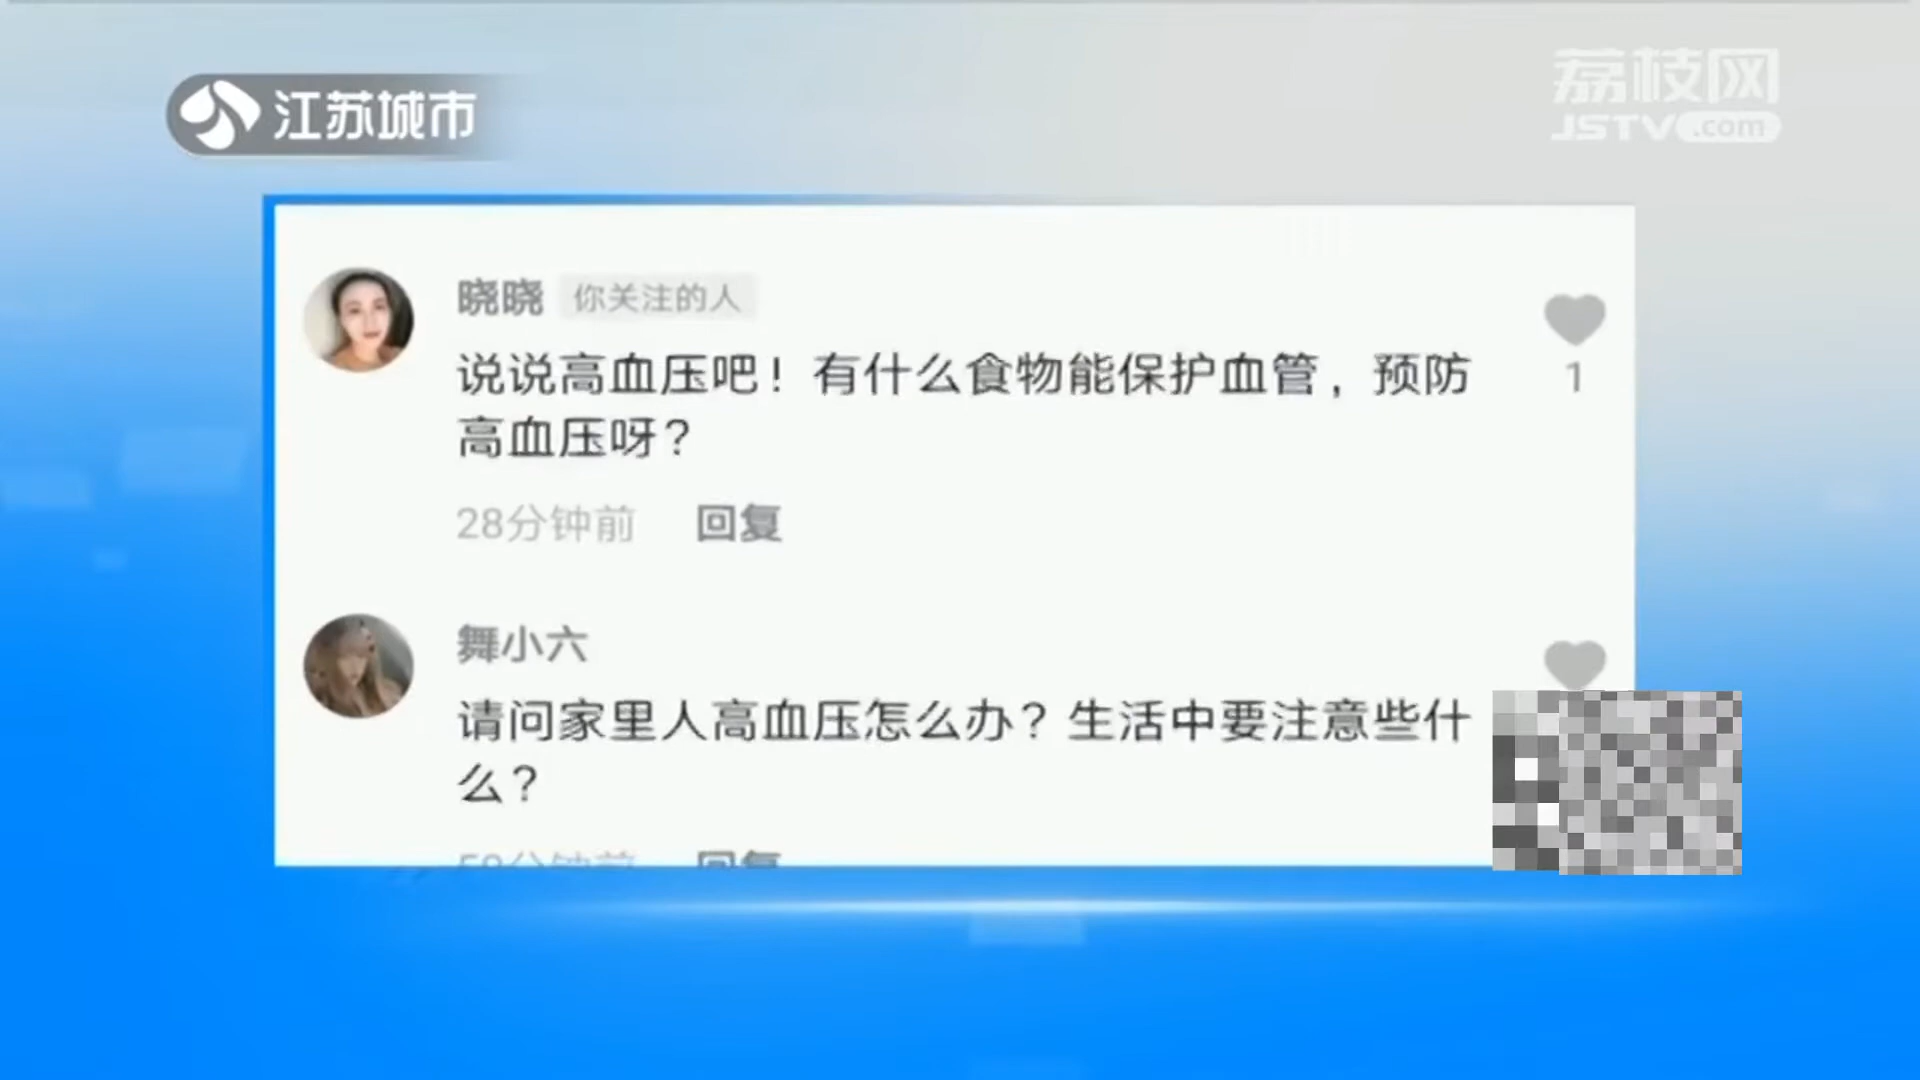 江苏城市
荔枝网
JSTV.com
晓晓 你关注的人
说说高血压吧！有什么食物能保护血管，预防
1
高血压呀？
28分钟前 回复
舞小六
请问家里人高血压怎么办？生活中要注意些什
么？